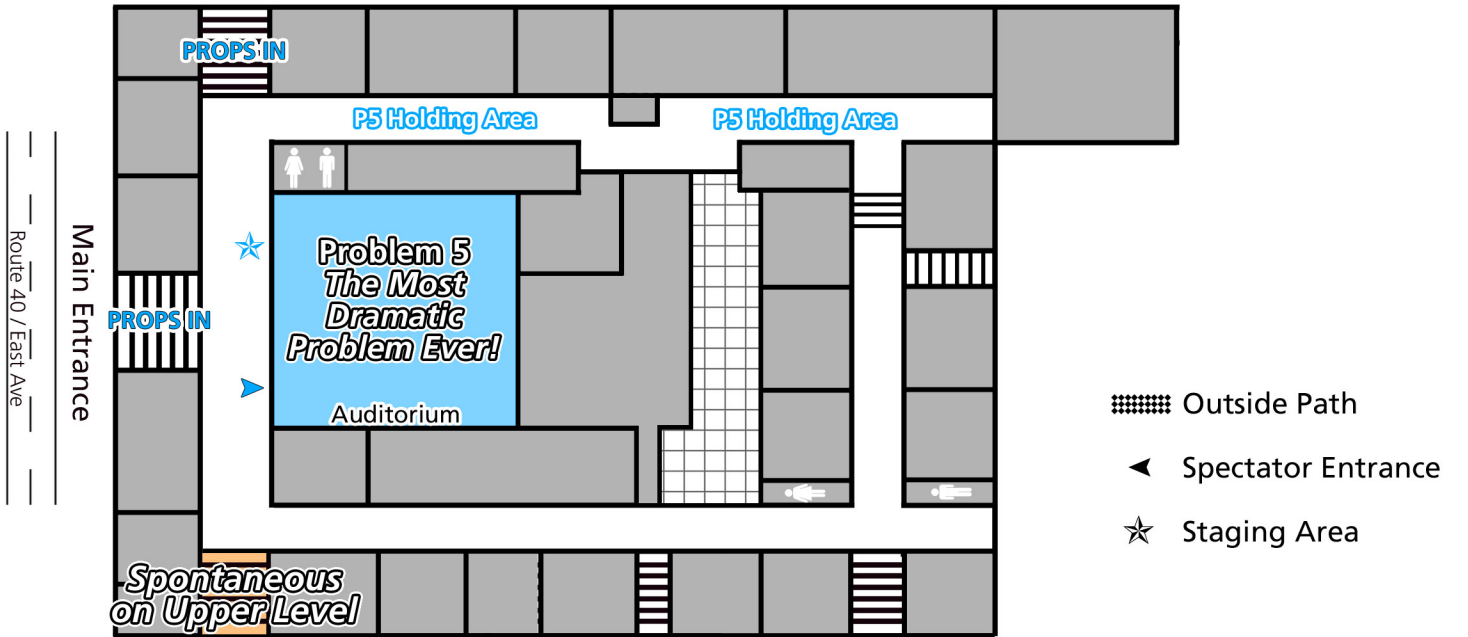 PROPS IN
P5 Holding Area
P5 Holding Area
Main Entrance
Route 40 / East Ave
PROPS IN
Problem 5
The Most
Dramatic
Problem Ever!
Auditorium
Outside Path
Spectator Entrance
Staging Area
Spontaneous
on Upper Level